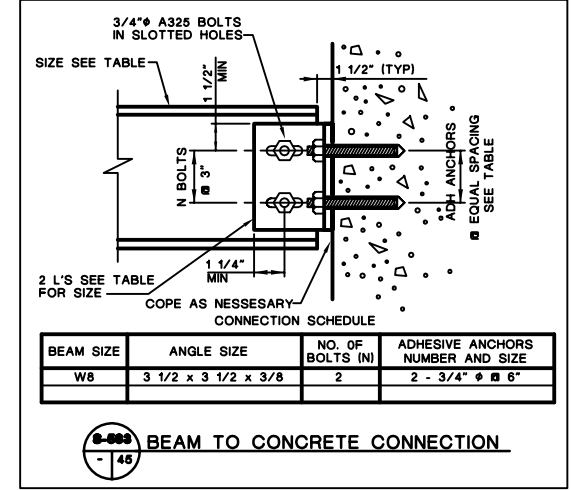 3/4"ϕ A325 BOLTS
IN SLOTTED HOLES
SIZE SEE TABLE
1 1/2"
MIN
1 1/2" (TYP)
N BOLTS
@ 3"
ADH ANCHORS
@ EQUAL SPACING
SEE TABLE
1 1/4"
MIN
2 L'S SEE TABLE
FOR SIZE
COPE AS NESSESARY
CONNECTION SCHEDULE
BEAM SIZE ANGLE SIZE NO. OF BOLTS (N) ADHESIVE ANCHORS NUMBER AND SIZE
W8 3 1/2 x 3 1/2 x 3/8 2 2 - 3/4" ϕ @ 6"
BEAM TO CONCRETE CONNECTION
- 45